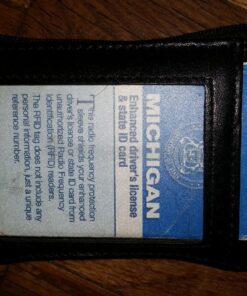 MICHIGAN
Enhanced driver's license
& state ID card
This radio frequency protection
sleeve shields your enhanced
driver's license or state ID card from
unauthorized Radio Frequency
Identification (RFID) readers.
The RFID tag does not include any
personal information, just a unique
reference number.